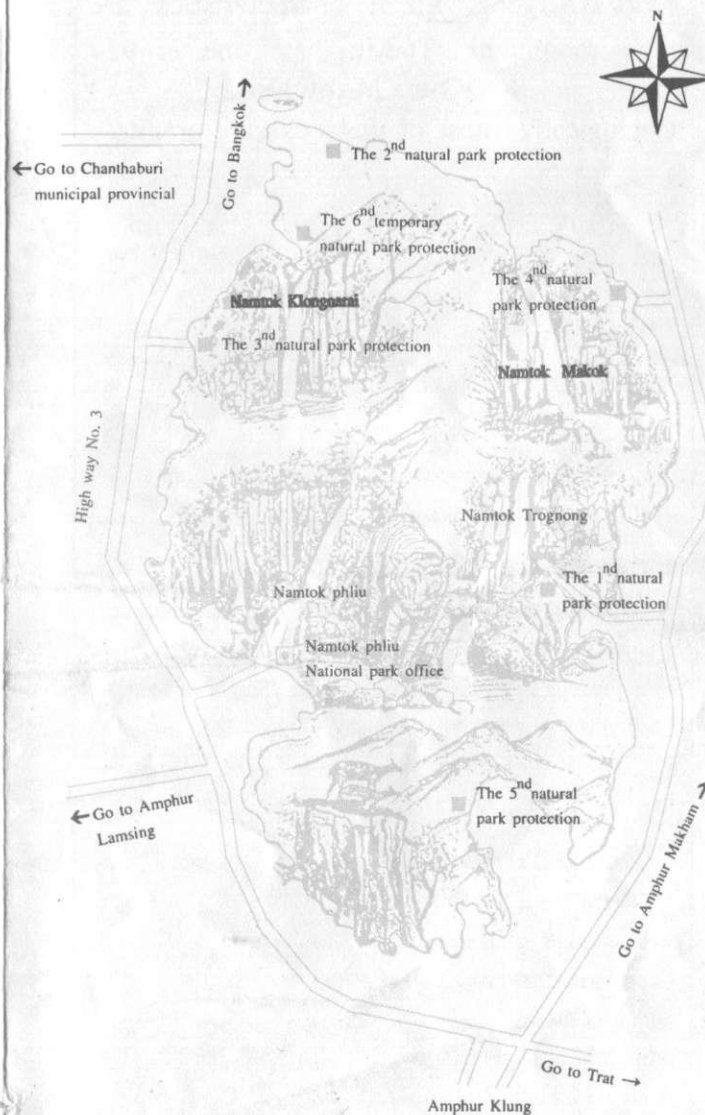 N
Go to Bangkok →
← Go to Chanthaburi
municipal provincial
The 2nd natural park protection
The 6nd temporary
natural park protection
The 4nd natural
park protection
Namtok Klongnarai
The 3nd natural park protection
Namtok Makok
High way No. 3
Namtok Trognong
The 1nd natural
park protection
Namtok phliu
Namtok phliu
National park office
The 5nd natural
park protection
← Go to Amphur
Lamsing
Go to Amphur Makham →
Go to Trat →
Amphur Klung